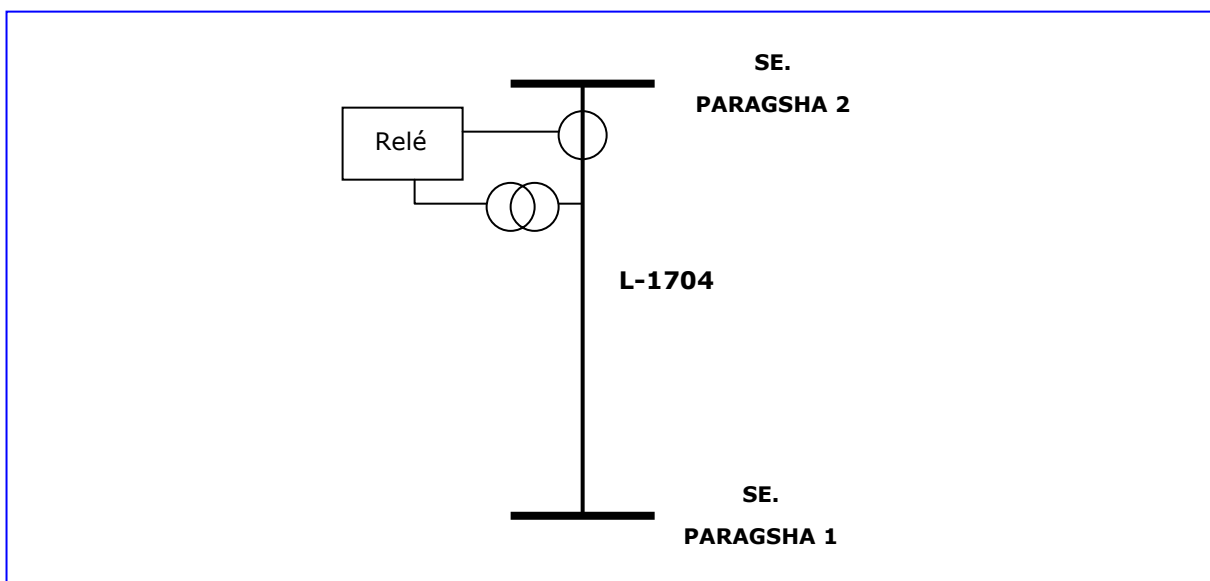 SE.
PARAGSHA 2
Relé
L-1704
SE.
PARAGSHA 1